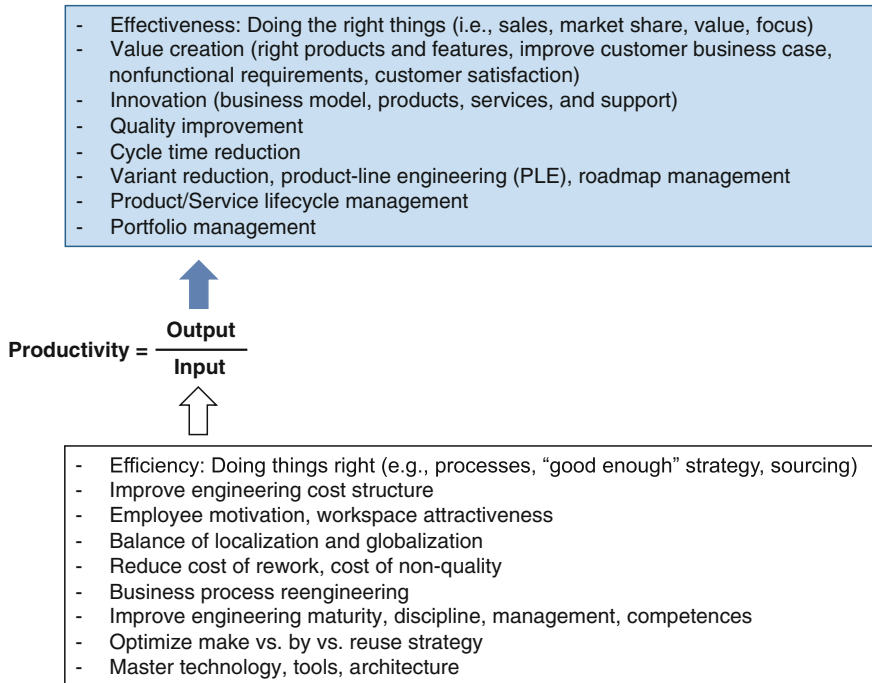 - Effectiveness: Doing the right things (i.e., sales, market share, value, focus)
- Value creation (right products and features, improve customer business case,
nonfunctional requirements, customer satisfaction)
- Innovation (business model, products, services, and support)
- Quality improvement
- Cycle time reduction
- Variant reduction, product-line engineering (PLE), roadmap management
- Product/Service lifecycle management
- Portfolio management
Productivity = Output
Input
- Efficiency: Doing things right (e.g., processes, “good enough” strategy, sourcing)
- Improve engineering cost structure
- Employee motivation, workspace attractiveness
- Balance of localization and globalization
- Reduce cost of rework, cost of non-quality
- Business process reengineering
- Improve engineering maturity, discipline, management, competences
- Optimize make vs. by vs. reuse strategy
- Master technology, tools, architecture